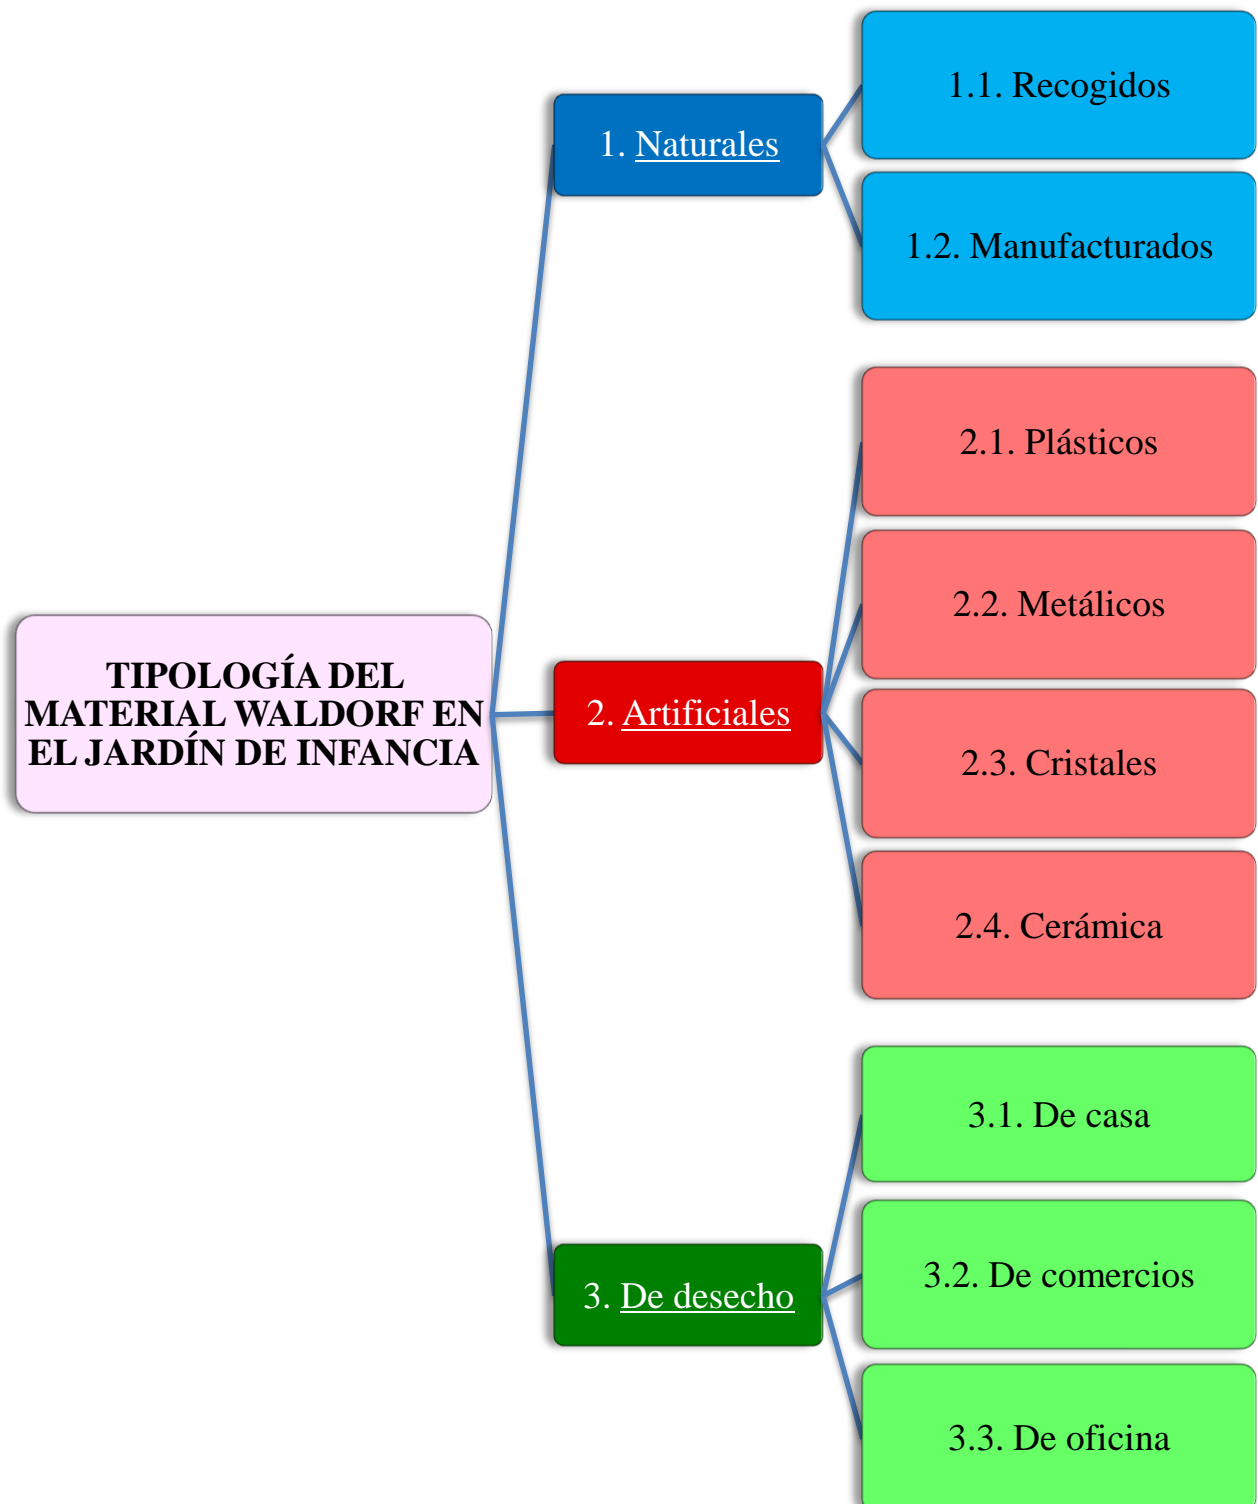 TIPOLOGÍA DEL
MATERIAL WALDORF EN
EL JARDÍN DE INFANCIA
1. Naturales
1.1. Recogidos
1.2. Manufacturados
2. Artificiales
2.1. Plásticos
2.2. Metálicos
2.3. Cristales
2.4. Cerámica
3. De desecho
3.1. De casa
3.2. De comercios
3.3. De oficina